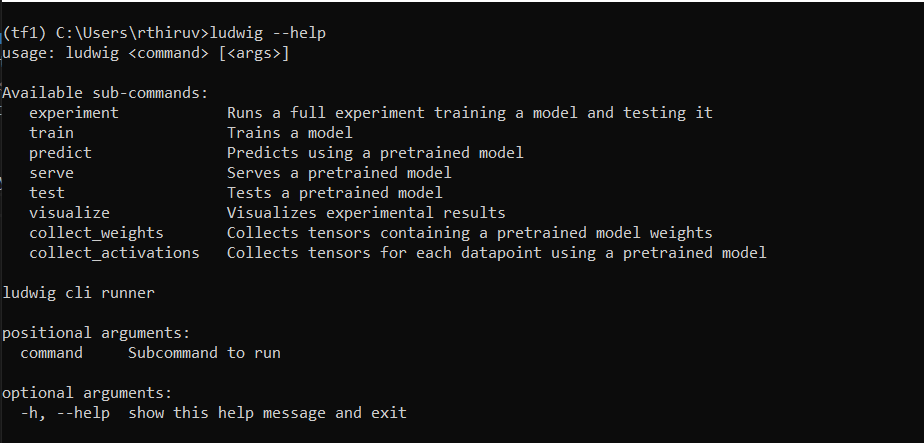 (tf1) C:\Users\rthiruv>ludwig --help
usage: ludwig <command> [<args>]

Available sub-commands:
   experiment            Runs a full experiment training a model and testing it
   train                 Trains a model
   predict               Predicts using a pretrained model
   serve                 Serves a pretrained model
   test                  Tests a pretrained model
   visualize             Visualizes experimental results
   collect_weights       Collects tensors containing a pretrained model weights
   collect_activations   Collects tensors for each datapoint using a pretrained model

ludwig cli runner

positional arguments:
  command     Subcommand to run

optional arguments:
  -h, --help  show this help message and exit